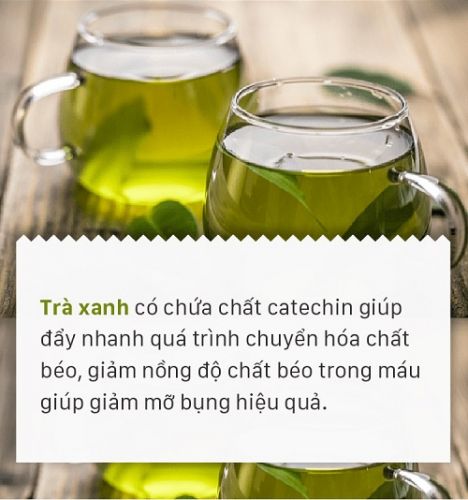 Trà xanh có chứa chất catechin giúp
đẩy nhanh quá trình chuyển hóa chất
béo, giảm nồng độ chất béo trong máu
giúp giảm mỡ bụng hiệu quả.